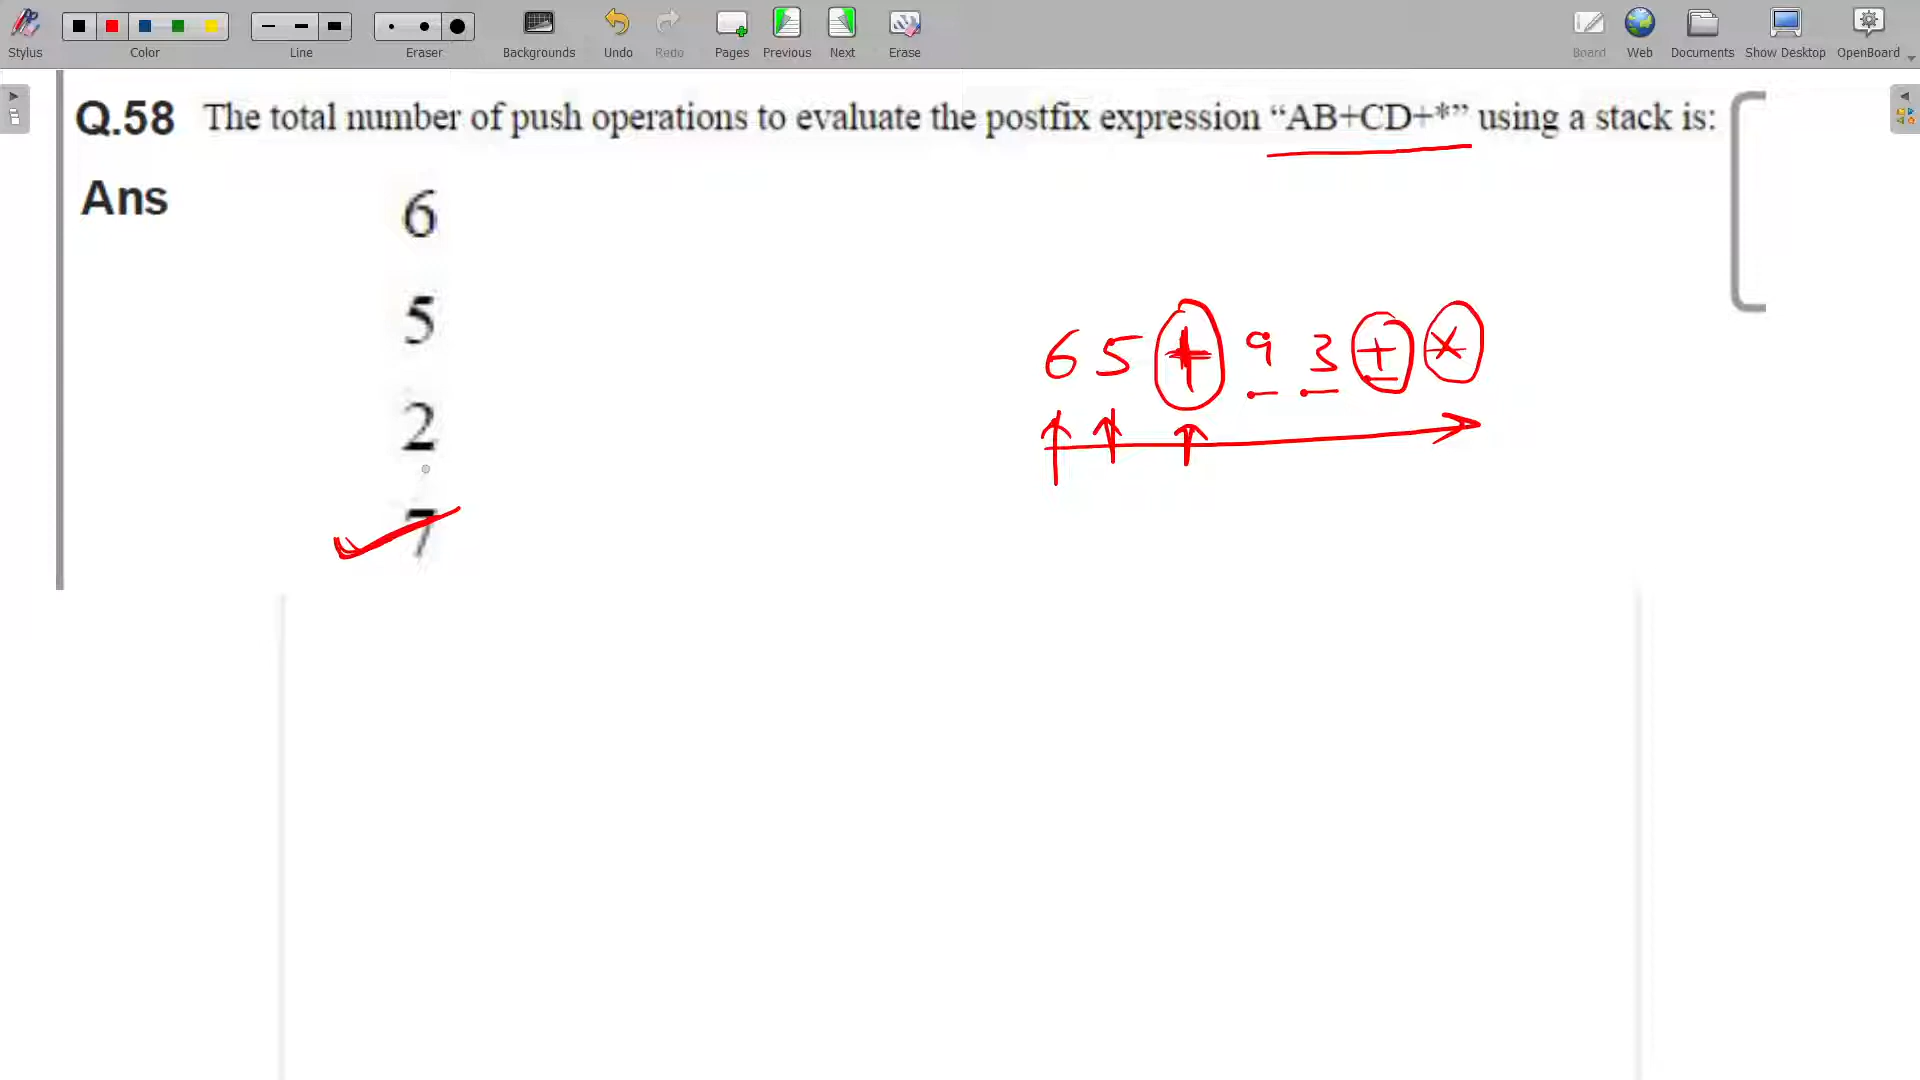 Stylus
Color
Line
Eraser
Backgrounds
Undo
Redo
Pages
Previous
Next
Erase
Board
Web
Documents
Show Desktop
OpenBoard
Q.58 The total number of push operations to evaluate the postfix expression “AB+CD+*” using a stack is:
Ans
6
5
2
7
6 5 + 9 3 + *